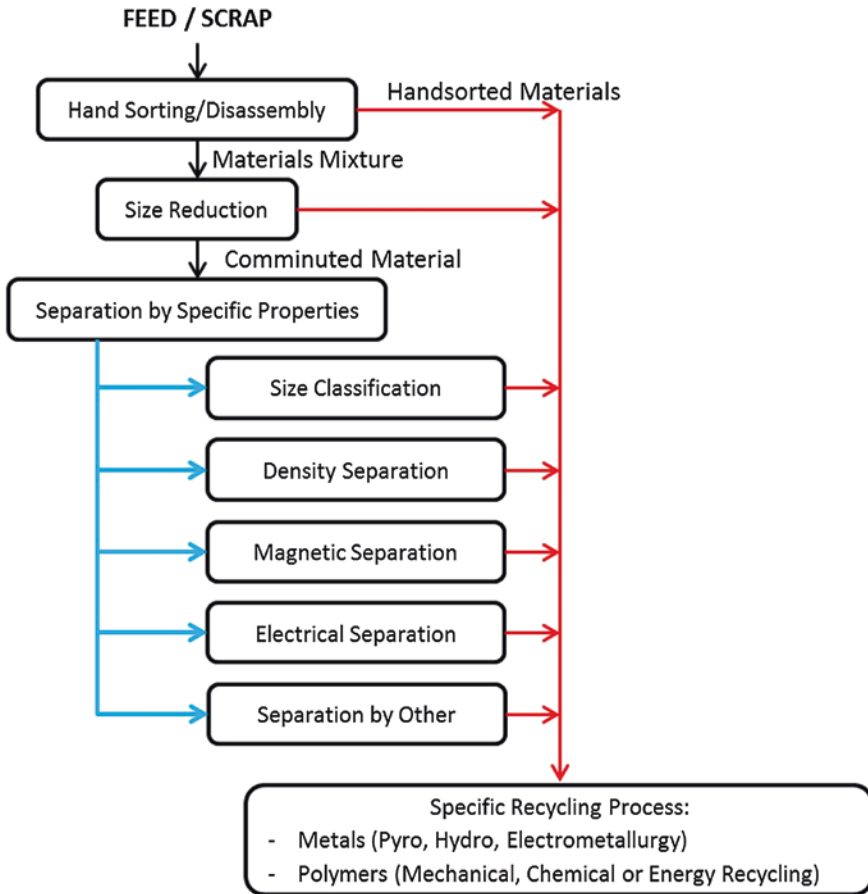 FEED / SCRAP
Hand Sorting/Disassembly
Handsorted Materials
Materials Mixture
Size Reduction
Comminuted Material
Separation by Specific Properties
Size Classification
Density Separation
Magnetic Separation
Electrical Separation
Separation by Other
Specific Recycling Process:
- Metals (Pyro, Hydro, Electrometallurgy)
- Polymers (Mechanical, Chemical or Energy Recycling)